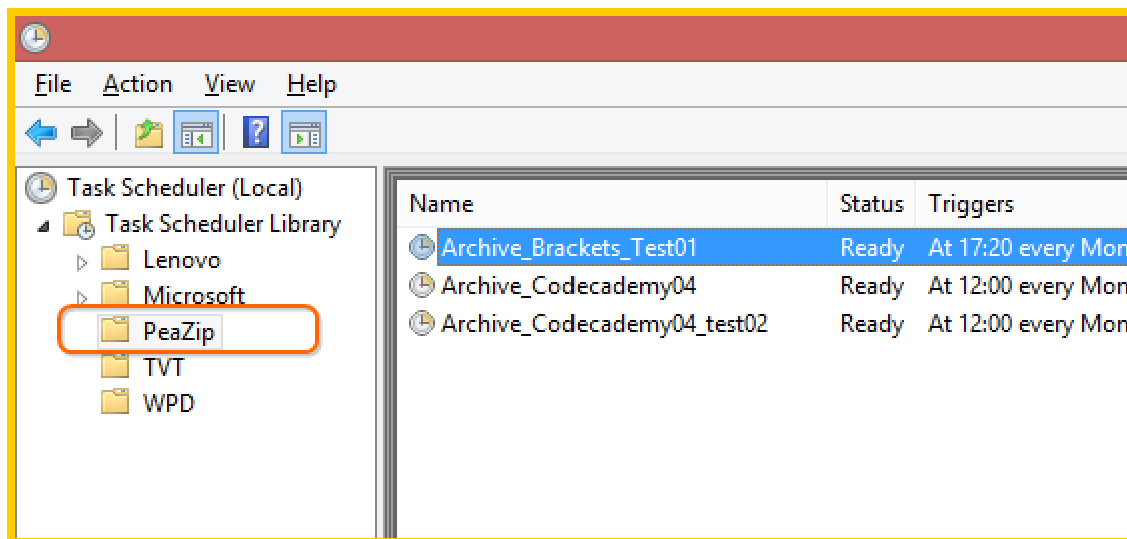 File Action View Help
Task Scheduler (Local)
Task Scheduler Library
Lenovo
Microsoft
PeaZip
TVT
WPD
Name Status Triggers
Archive_Brackets_Test01 Ready At 17:20 every Mon
Archive_Codecademy04 Ready At 12:00 every Mon
Archive_Codecademy04_test02 Ready At 12:00 every Mon